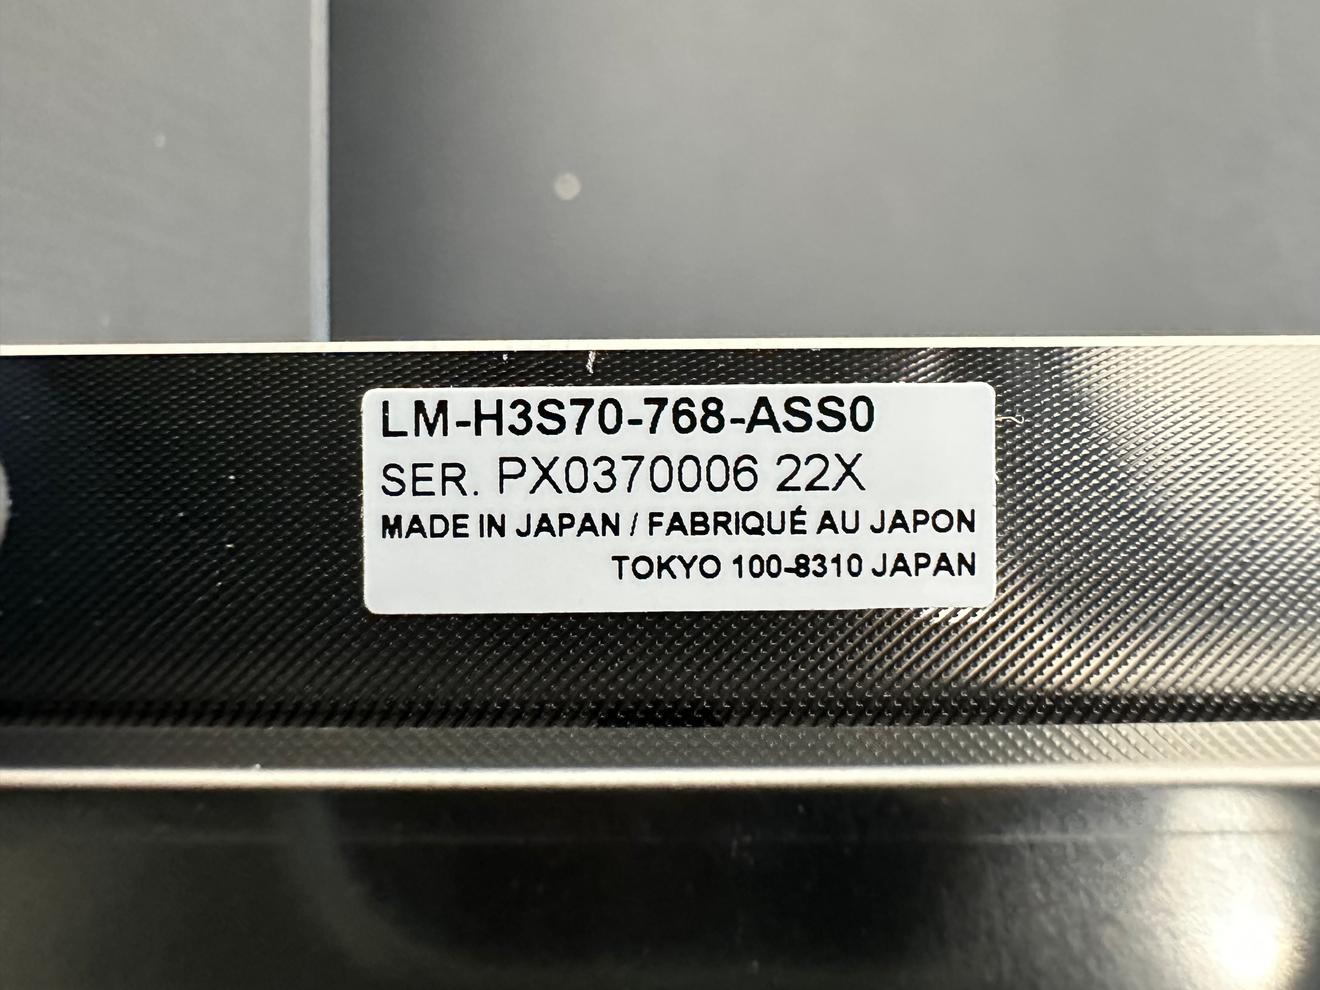 LM-H3S70-768-ASS0
SER. PX0370006 22X
MADE IN JAPAN / FABRIQUÉ AU JAPON
TOKYO 100-8310 JAPAN